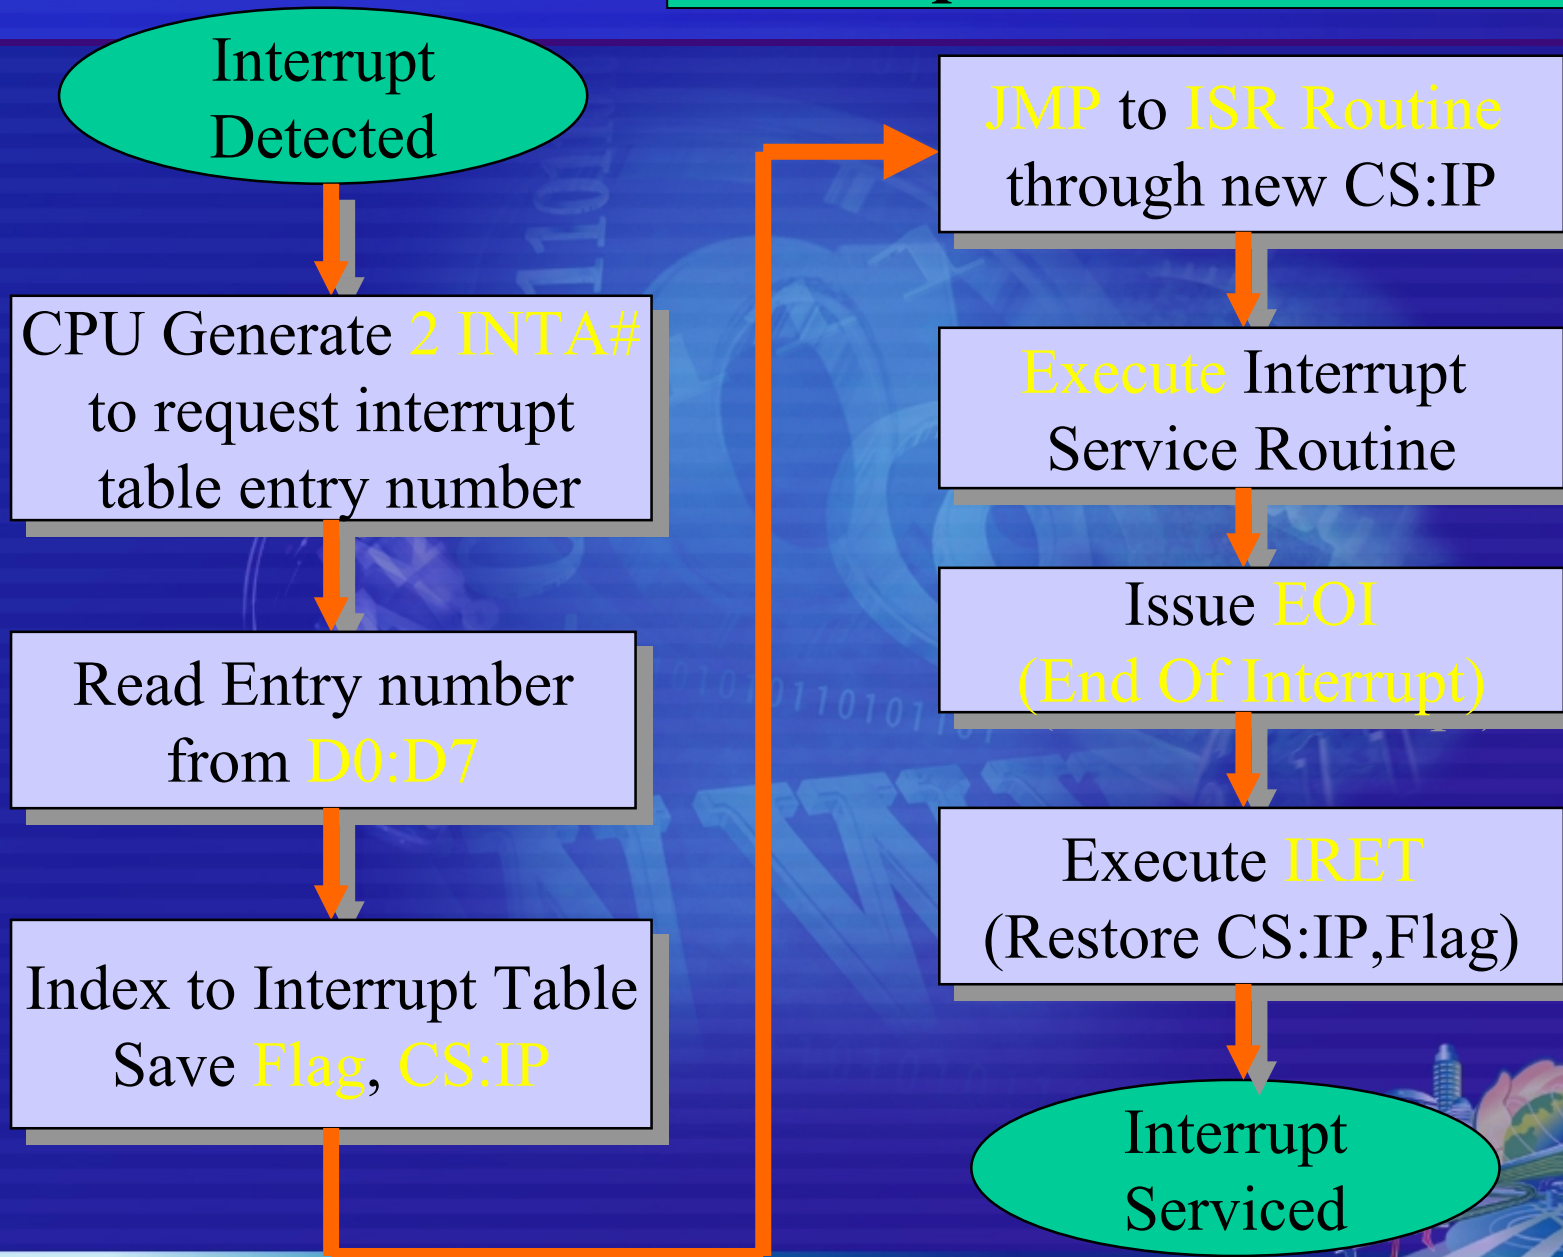 Interrupt
Detected
CPU Generate 2 INTA#
to request interrupt
table entry number
Read Entry number
from D0:D7
Index to Interrupt Table
Save Flag, CS:IP
JMP to ISR Routine
through new CS:IP
Execute Interrupt
Service Routine
Issue EOI
(End Of Interrupt)
Execute IRET
(Restore CS:IP,Flag)
Interrupt
Serviced